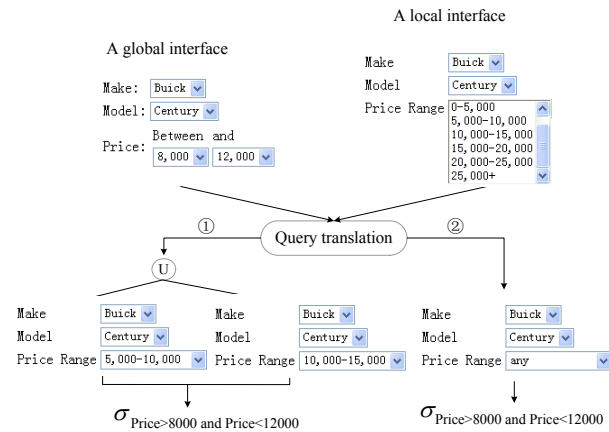 A global interface
Make: Buick
Model: Century
Price: Between and
8,000 12,000
A local interface
Make Buick
Model Century
Price Range 0-5,000
5,000-10,000
10,000-15,000
15,000-20,000
20,000-25,000
25,000+
① Query translation ②
U
Make Buick
Model Century
Price Range 5,000-10,000
Make Buick
Model Century
Price Range 10,000-15,000
Make Buick
Model Century
Price Range any
σ Price>8000 and Price<12000
σ Price>8000 and Price<12000